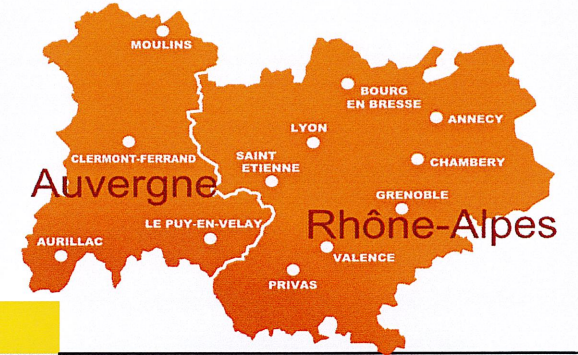 MOULINS
BOURG
EN BRESSE
ANNECY
LYON
CLERMONT-FERRAND
SAINT
ETIENNE
CHAMBERY
Auvergne
GRENOBLE
Rhône-Alpes
LE PUY-EN-VELAY
AURILLAC
VALENCE
PRIVAS